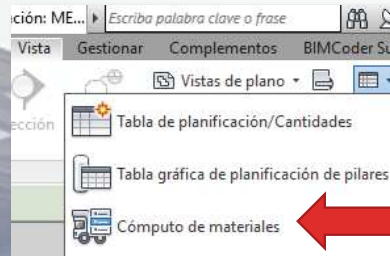 ción: ME... Escriba palabra clave o frase
Vista Gestionar Complementos BIMCoder Su
Vistas de plano
ección
Tabla de planificación/Cantidades
Tabla gráfica de planificación de pilares
Cómputo de materiales